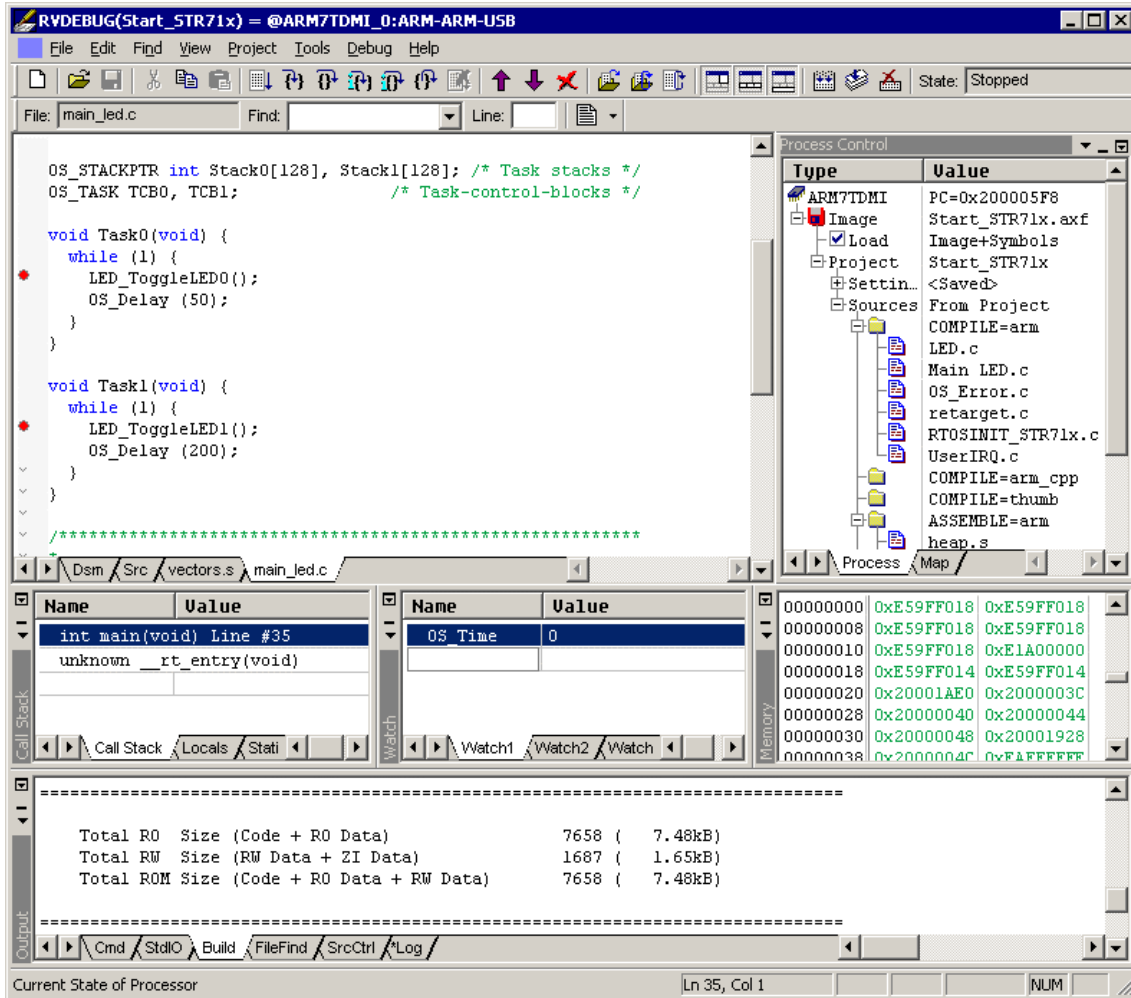 RVDEBUG(Start_STR71x) = @ARM7TDMI_0:ARM-ARM-USB
File Edit Find View Project Tools Debug Help
State: Stopped
File: main_led.c Find: Line:
OS_STACKPTR int Stack0[128], Stack1[128]; /* Task stacks */
OS_TASK TCB0, TCB1; /* Task-control-blocks */
void Task0(void) {
while (1) {
LED_ToggleLED0();
OS_Delay (50);
}
}
void Task1(void) {
while (1) {
LED_ToggleLED1();
OS_Delay (200);
}
}
/**********************************************************
*
Dsm Src vectors.s main_led.c
Process Control
Type Value
ARM7TDMI PC=0x200005F8
Image Start_STR71x.axf
Load Image+Symbols
Project Start_STR71x
Settin... <Saved>
Sources From Project
COMPILE=arm
LED.c
Main LED.c
OS_Error.c
retarget.c
RTOSINIT_STR71x.c
UserIRQ.c
COMPILE=arm_cpp
COMPILE=thumb
ASSEMBLE=arm
heap.s
Process Map
Name Value
int main(void) Line #35
unknown __rt_entry(void)
Call Stack
Call Stack Locals Stati
Name Value
OS_Time 0
Watch
Watch1 Watch2 Watch
Memory
00000000 0xE59FF018 0xE59FF018
00000008 0xE59FF018 0xE59FF018
00000010 0xE59FF018 0xE1A00000
00000018 0xE59FF014 0xE59FF014
00000020 0x20001AE0 0x2000003C
00000028 0x20000040 0x20000044
00000030 0x20000048 0x20001928
00000038 0x2000004C 0xEAFFFFFE
================================================================================
Total RO Size (Code + RO Data) 7658 ( 7.48kB)
Total RW Size (RW Data + ZI Data) 1687 ( 1.65kB)
Total ROM Size (Code + RO Data + RW Data) 7658 ( 7.48kB)
================================================================================
Output
Cmd StdIO Build FileFind SrcCtrl *Log
Current State of Processor Ln 35, Col 1 NUM